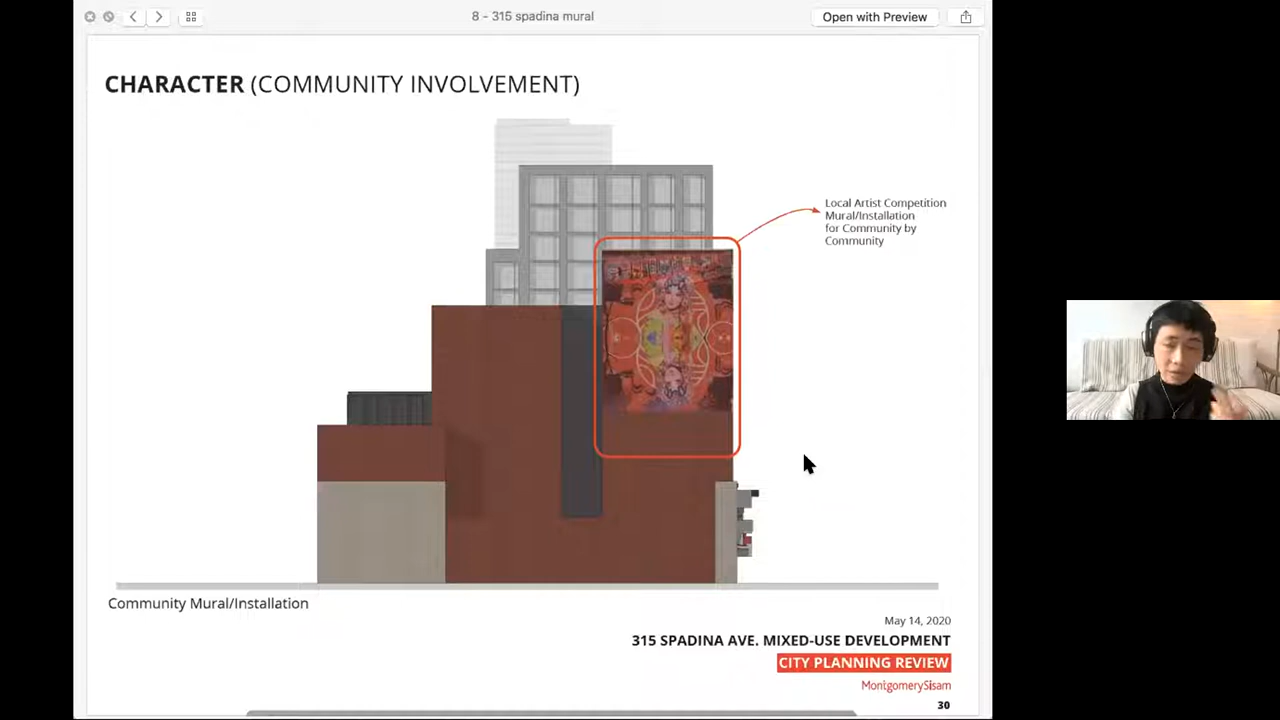 8 - 315 spadina mural
Open with Preview
CHARACTER (COMMUNITY INVOLVEMENT)
Local Artist Competition
Mural/Installation
for Community by
Community
Community Mural/Installation
May 14, 2020
315 SPADINA AVE. MIXED-USE DEVELOPMENT
CITY PLANNING REVIEW
MontgomerySisam
30